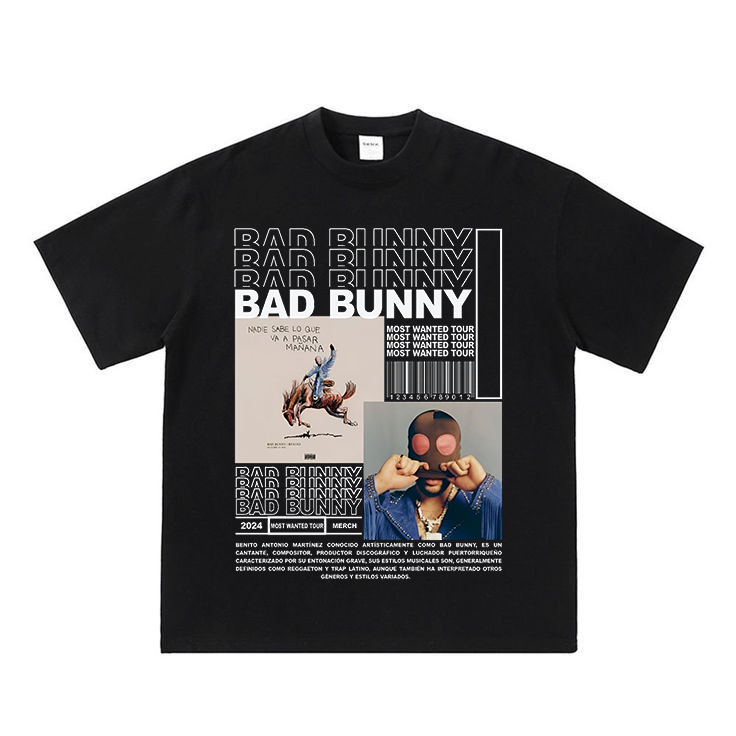 BAD BUNNY
BAD BUNNY
BAD BUNNY
BAD BUNNY
NADIE SABE LO QUE
VA A PASAR
MAÑANA
MOST WANTED TOUR
MOST WANTED TOUR
MOST WANTED TOUR
MOST WANTED TOUR
123456789012
BAD BUNNY
BAD BUNNY
BAD BUNNY
BAD BUNNY
2024 MOST WANTED TOUR MERCH
BENITO ANTONIO MARTÍNEZ CONOCIDO ARTÍSTICAMENTE COMO BAD BUNNY, ES UN
CANTANTE, COMPOSITOR, PRODUCTOR DISCOGRÁFICO Y LUCHADOR PUERTORRIQUEÑO
CARACTERIZADO POR SU ENTONACIÓN GRAVE, SUS ESTILOS MUSICALES SON, GENERALMENTE
DEFINIDOS COMO REGGAETON Y TRAP LATINO, AUNQUE TAMBIÉN HA INTERPRETADO OTROS
GÉNEROS Y ESTILOS VARIADOS.